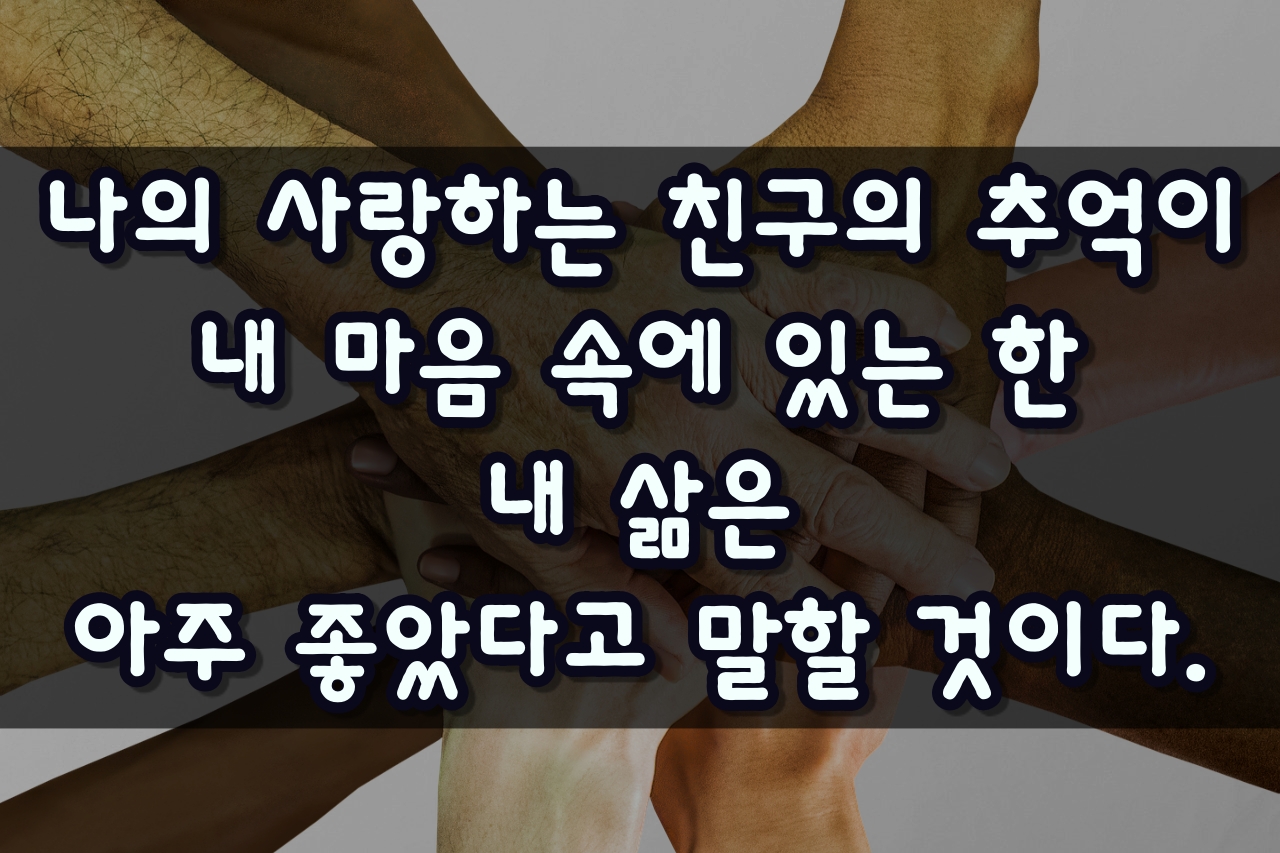 나의 사랑하는 친구의 추억이
내 마음 속에 있는 한
내 삶은
아주 좋았다고 말할 것이다.